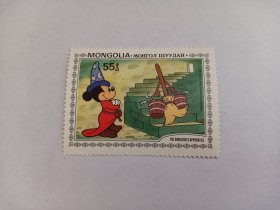 MONGOLIA - МОНГОЛ ШУУДАН
55
THE SORCERER'S APPRENTICE